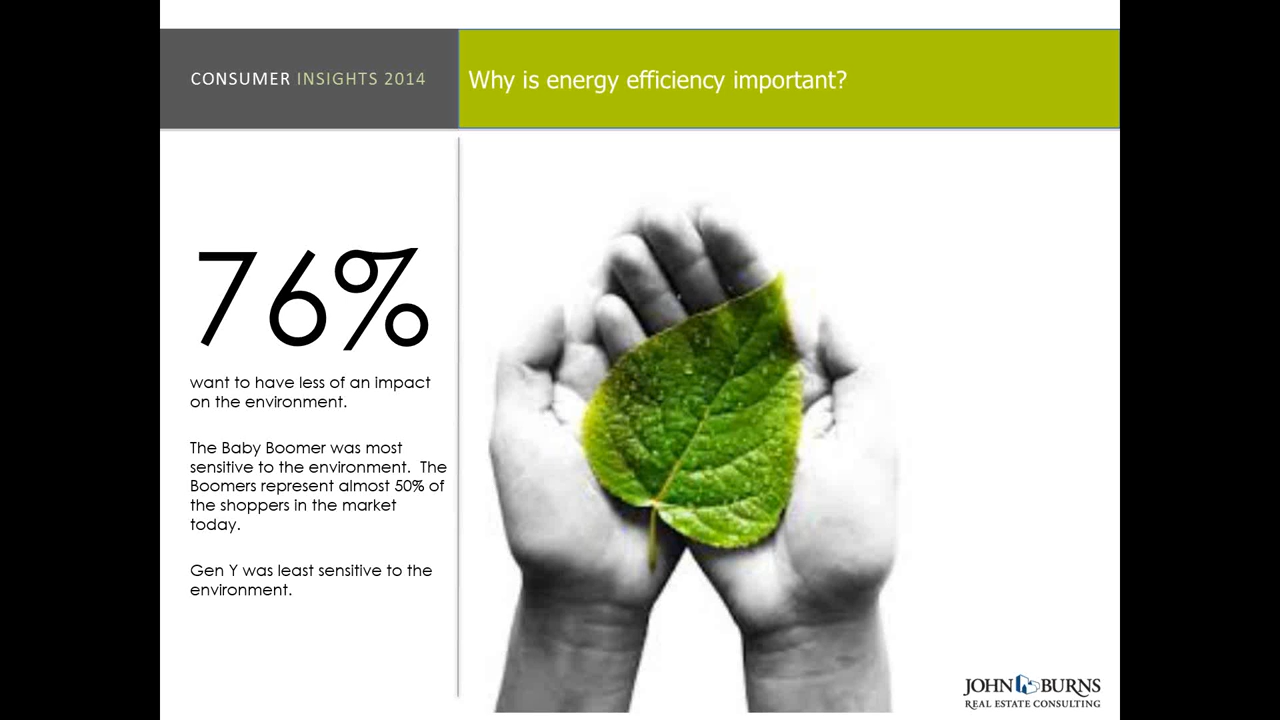 CONSUMER INSIGHTS 2014
Why is energy efficiency important?
76%
want to have less of an impact
on the environment.
The Baby Boomer was most
sensitive to the environment.  The
Boomers represent almost 50% of
the shoppers in the market
today.
Gen Y was least sensitive to the
environment.
JOHN BURNS
REAL ESTATE CONSULTING